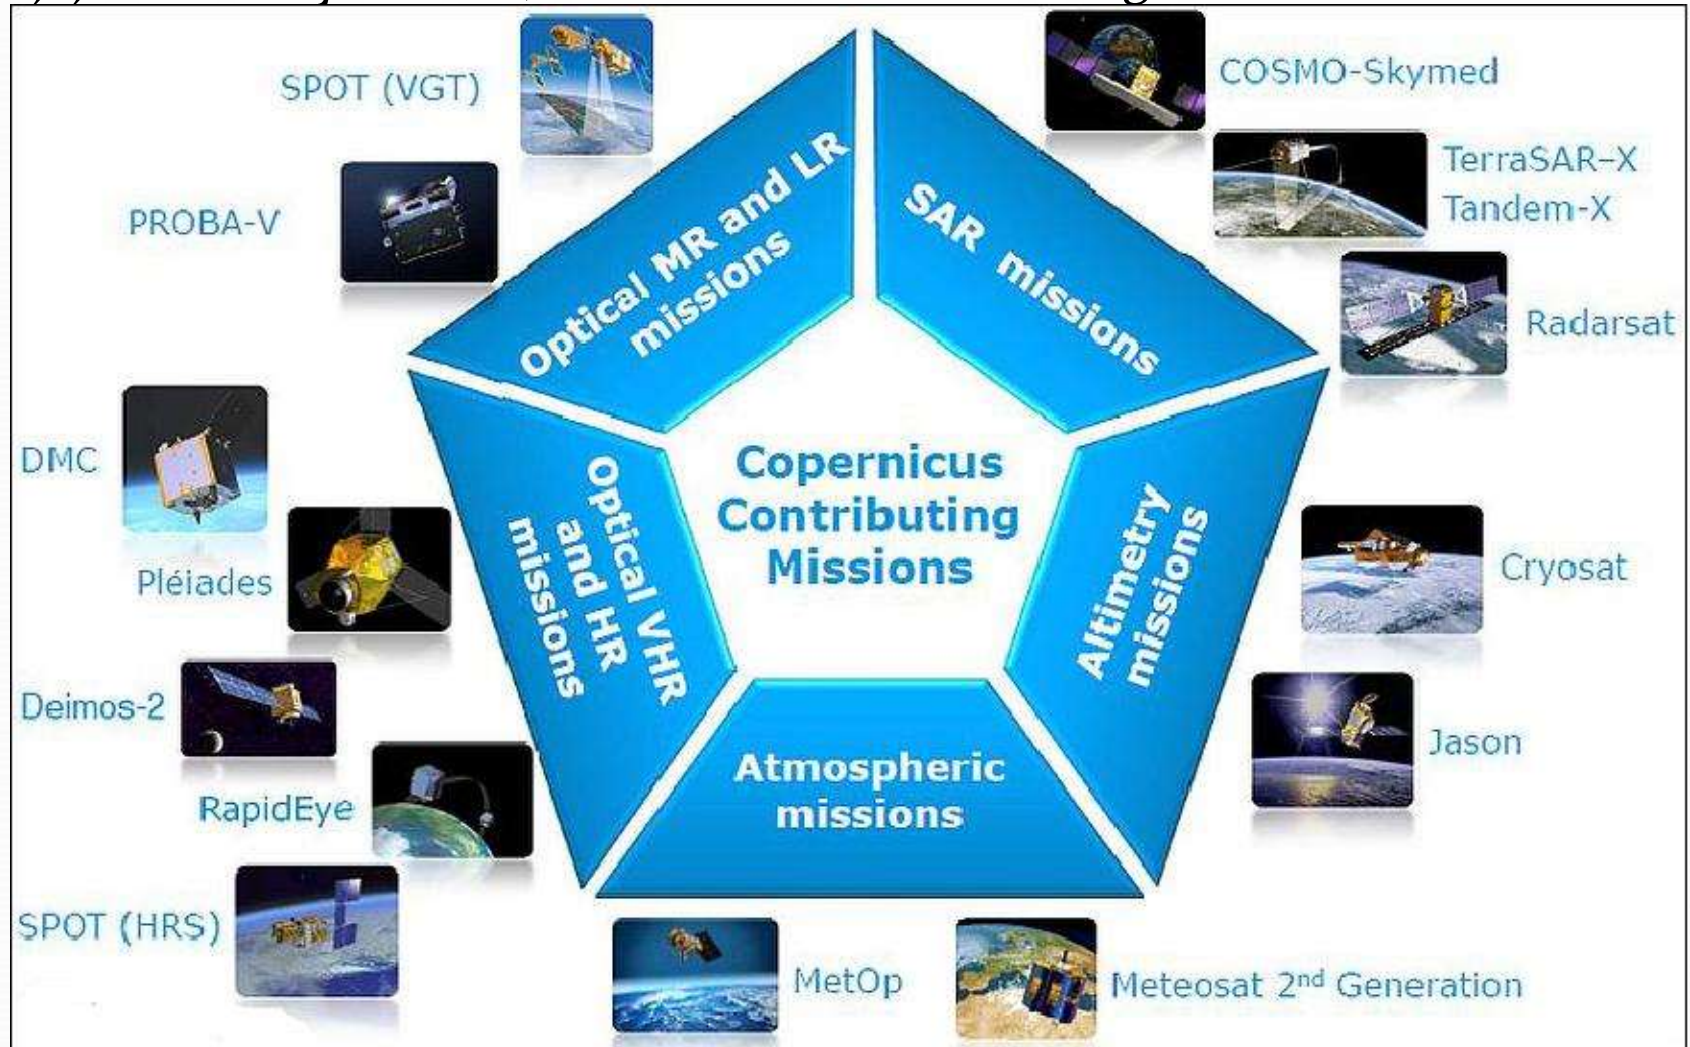 SPOT (VGT)
PROBA-V
Optical MR and LR
missions
COSMO-Skymed
TerraSAR–X
Tandem-X
SAR missions
Radarsat
DMC
Pléiades
Deimos-2
RapidEye
SPOT (HRS)
Optical VHR
and HR
missions
Copernicus
Contributing
Missions
Altimetry
missions
Cryosat
Jason
Atmospheric
missions
MetOp
Meteosat 2nd Generation